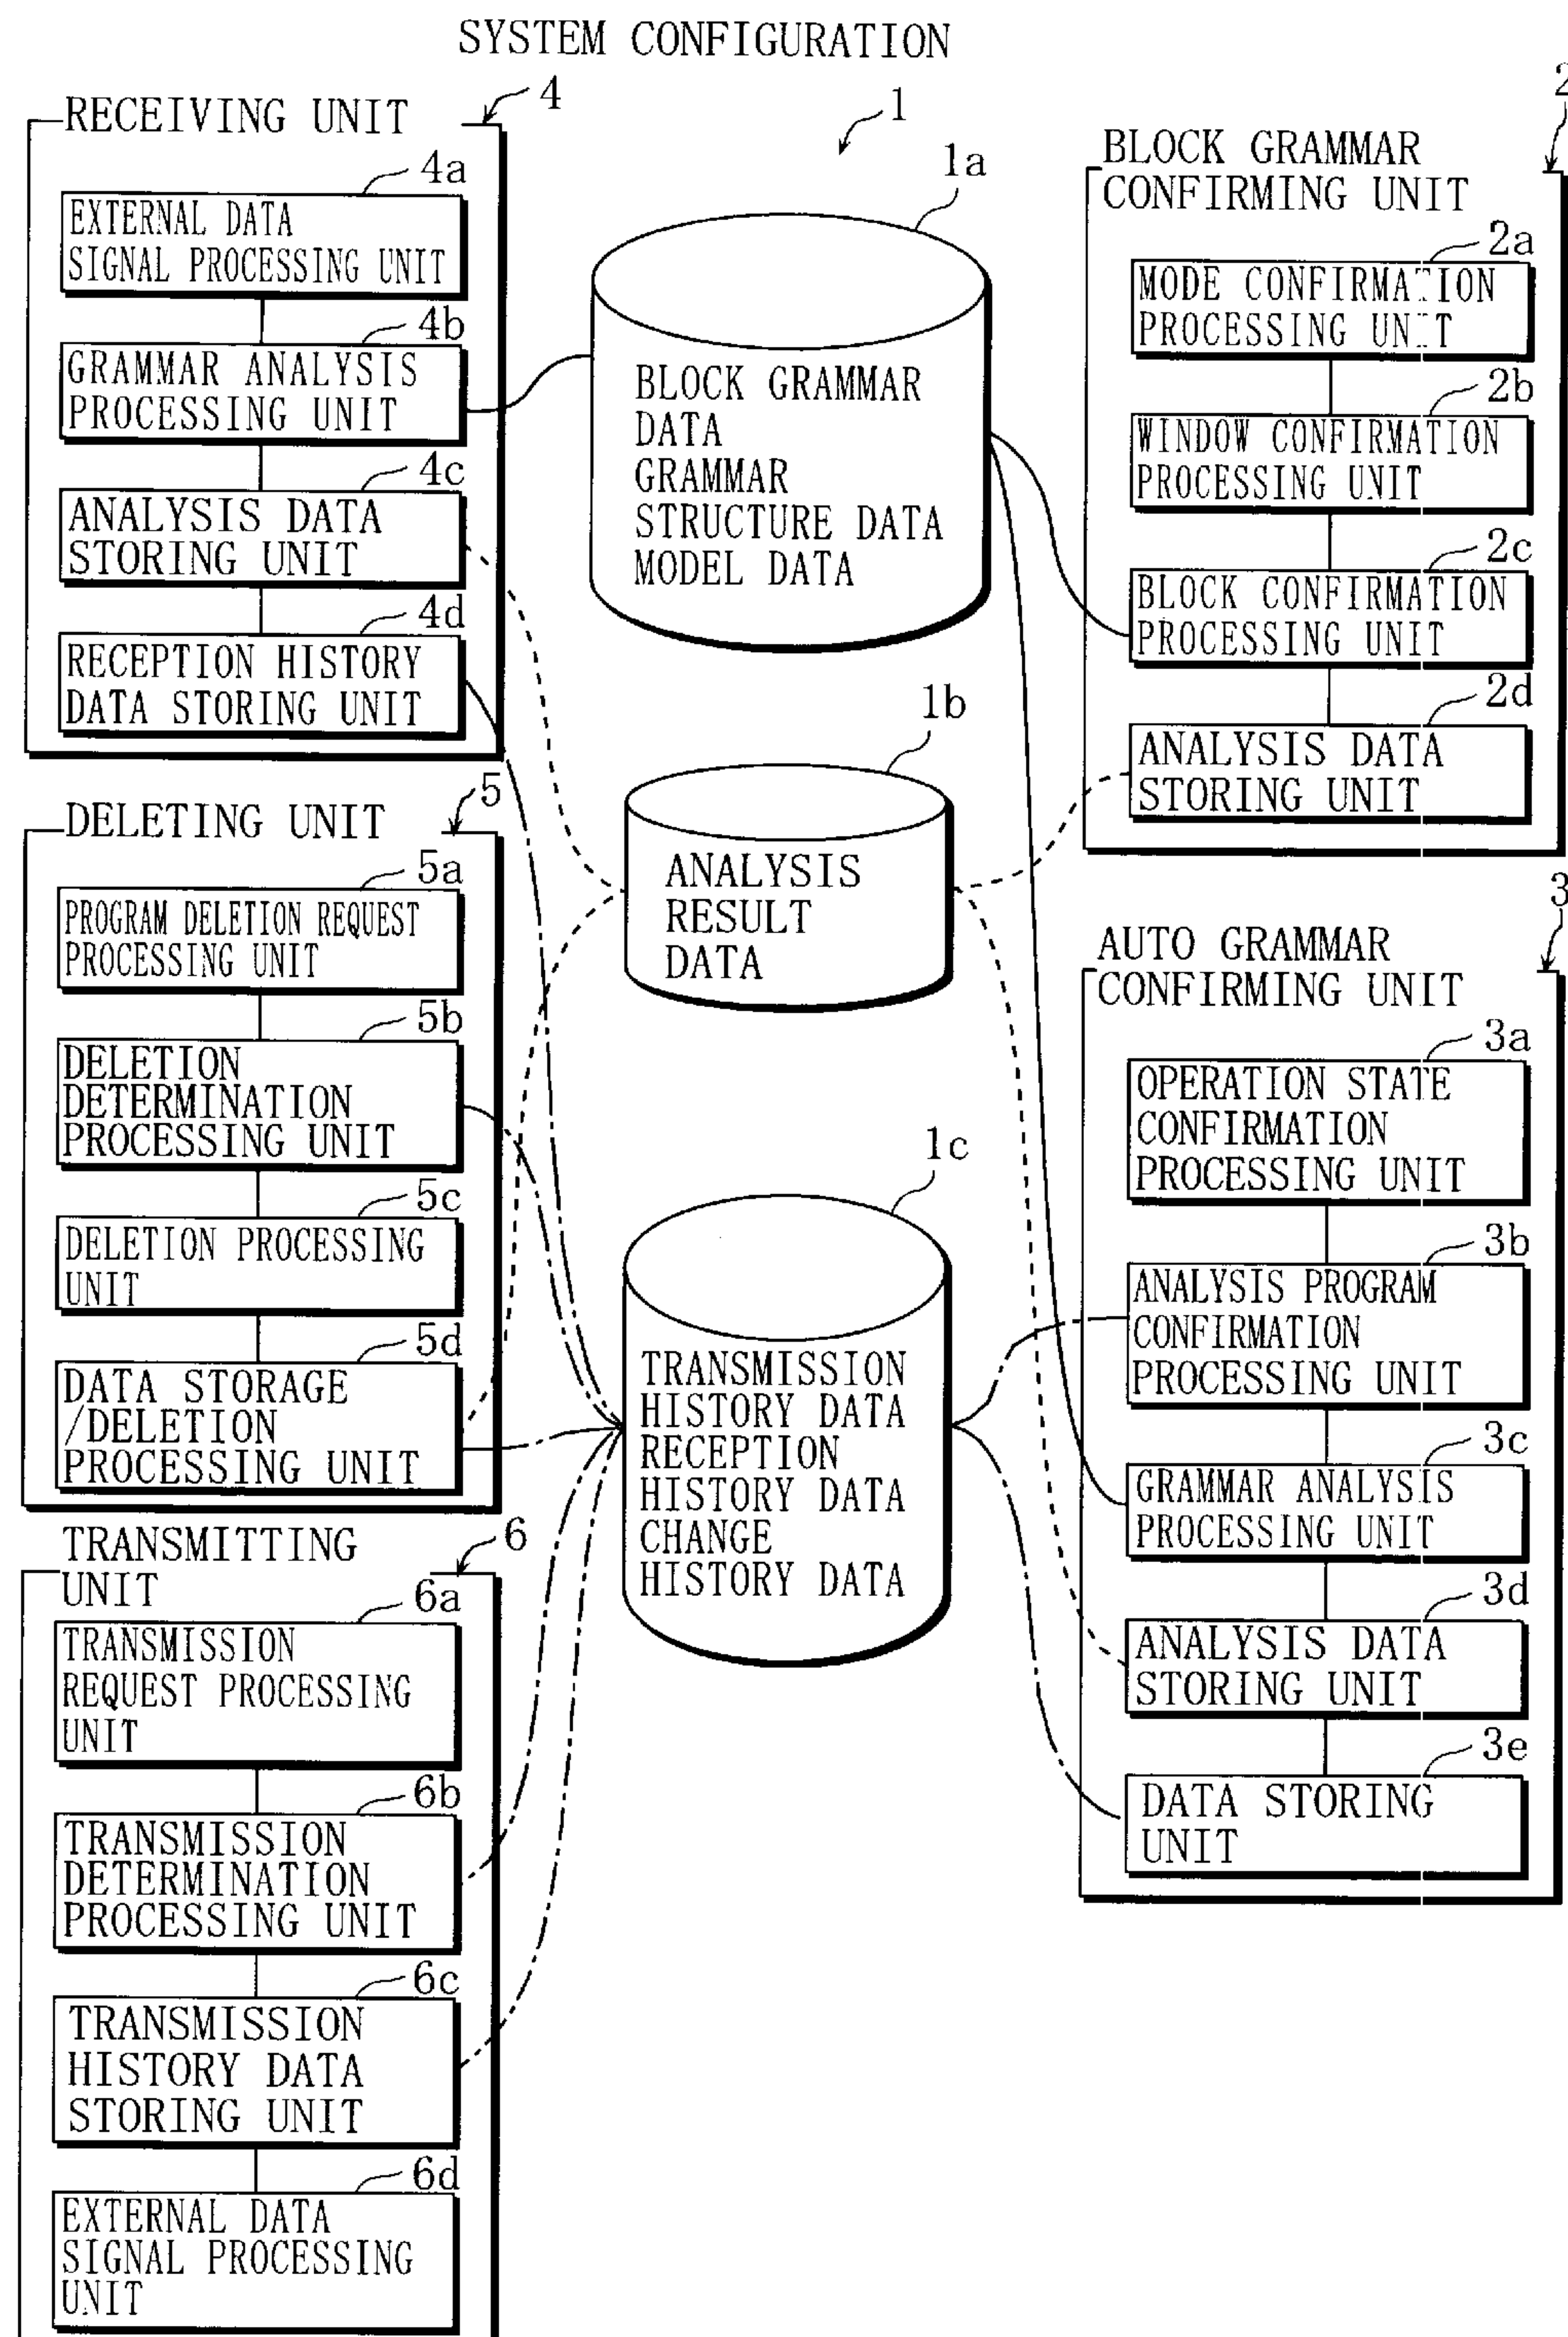 SYSTEM CONFIGURATION
RECEIVING UNIT
4
4a
EXTERNAL DATA
SIGNAL PROCESSING UNIT
4b
GRAMMAR ANALYSIS
PROCESSING UNIT
4c
ANALYSIS DATA
STORING UNIT
4d
RECEPTION HISTORY
DATA STORING UNIT
DELETING UNIT
5
5a
PROGRAM DELETION REQUEST
PROCESSING UNIT
5b
DELETION
DETERMINATION
PROCESSING UNIT
5c
DELETION PROCESSING
UNIT
5d
DATA STORAGE
/DELETION
PROCESSING UNIT
TRANSMITTING
UNIT
6
6a
TRANSMISSION
REQUEST PROCESSING
UNIT
6b
TRANSMISSION
DETERMINATION
PROCESSING UNIT
6c
TRANSMISSION
HISTORY DATA
STORING UNIT
6d
EXTERNAL DATA
SIGNAL PROCESSING
UNIT
1
1a
BLOCK GRAMMAR
DATA
GRAMMAR
STRUCTURE DATA
MODEL DATA
1b
ANALYSIS
RESULT
DATA
1c
TRANSMISSION
HISTORY DATA
RECEPTION
HISTORY DATA
CHANGE
HISTORY DATA
2
BLOCK GRAMMAR
CONFIRMING UNIT
2a
MODE CONFIRMATION
PROCESSING UNIT
2b
WINDOW CONFIRMATION
PROCESSING UNIT
2c
BLOCK CONFIRMATION
PROCESSING UNIT
2d
ANALYSIS DATA
STORING UNIT
3
AUTO GRAMMAR
CONFIRMING UNIT
3a
OPERATION STATE
CONFIRMATION
PROCESSING UNIT
3b
ANALYSIS PROGRAM
CONFIRMATION
PROCESSING UNIT
3c
GRAMMAR ANALYSIS
PROCESSING UNIT
3d
ANALYSIS DATA
STORING UNIT
3e
DATA STORING
UNIT